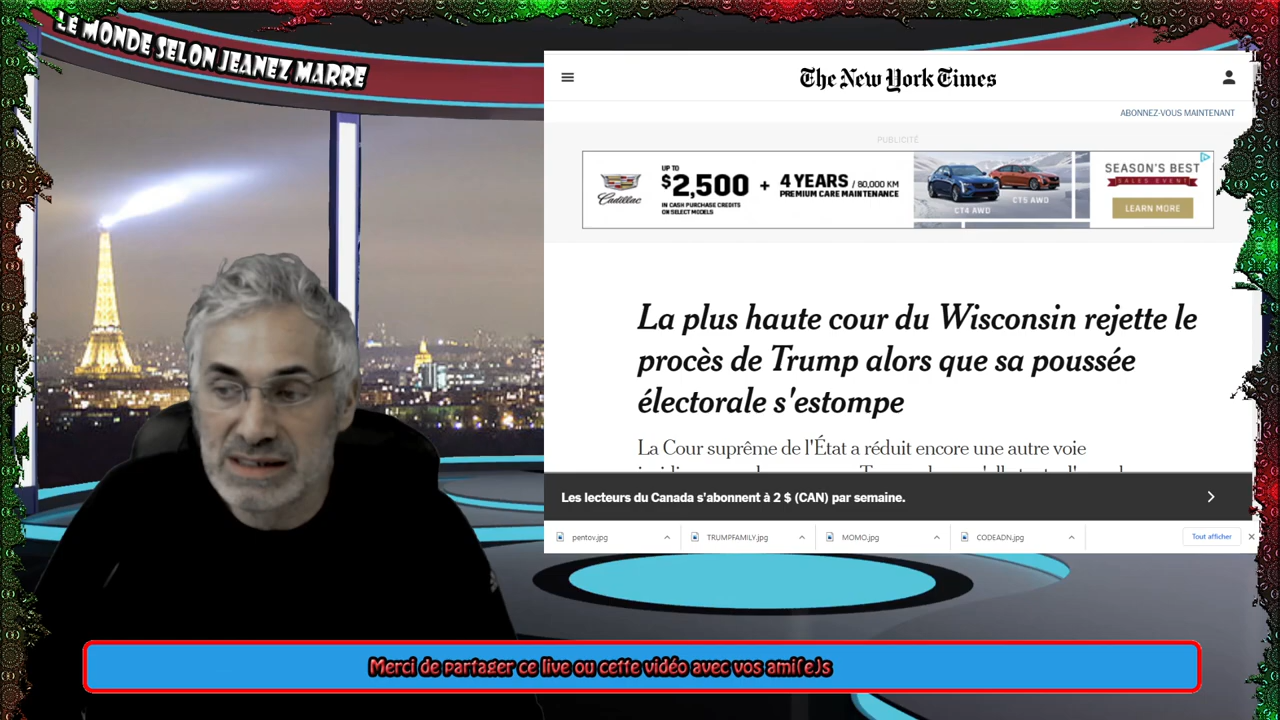 LE MONDE SELON JEANEZ MARRE
The New York Times
ABONNEZ-VOUS MAINTENANT
PUBLICITÉ
Cadillac
UP TO
$2,500
IN CASH PURCHASE CREDITS
ON SELECT MODELS
+
4 YEARS / 80,000 KM
PREMIUM CARE MAINTENANCE
CT4 AWD
CT5 AWD
SEASON'S BEST
SALES EVENT
LEARN MORE
La plus haute cour du Wisconsin rejette le
procès de Trump alors que sa poussée
électorale s'estompe
La Cour suprême de l'État a réduit encore une autre voie
Les lecteurs du Canada s'abonnent à 2 $ (CAN) par semaine.
pentov.jpg
TRUMPFAMILY.jpg
MOMO.jpg
CODEADN.jpg
Tout afficher
Merci de partager ce live ou cette vidéo avec vos ami(e)s